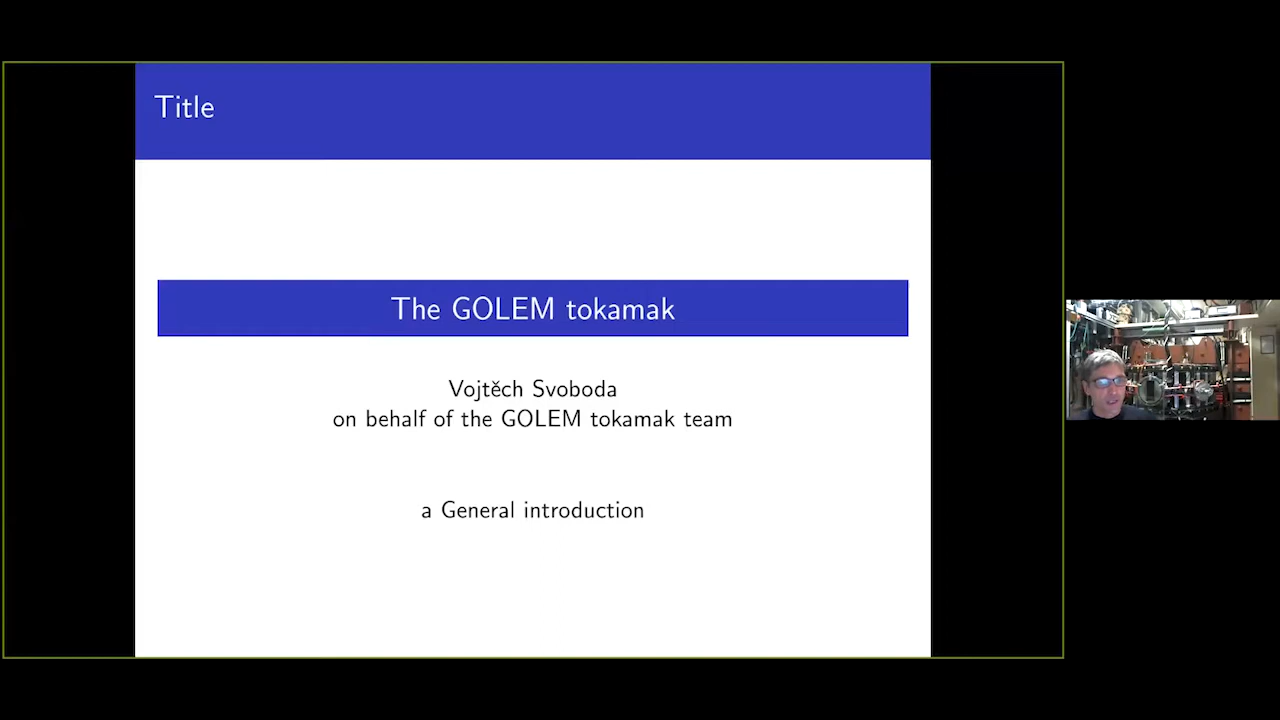 Title
The GOLEM tokamak
Vojtěch Svoboda
on behalf of the GOLEM tokamak team
a General introduction